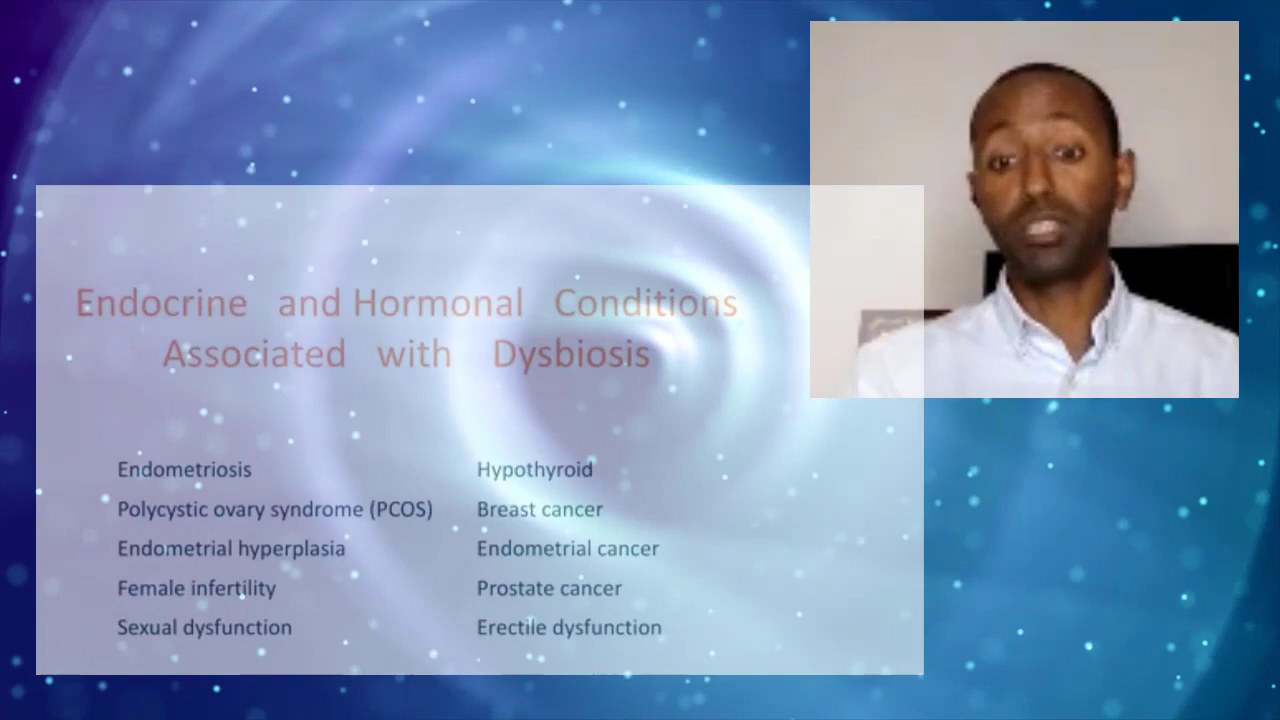 Endocrine and Hormonal Conditions
Associated with Dysbiosis
Endometriosis
Polycystic ovary syndrome (PCOS)
Endometrial hyperplasia
Female infertility
Sexual dysfunction
Hypothyroid
Breast cancer
Endometrial cancer
Prostate cancer
Erectile dysfunction